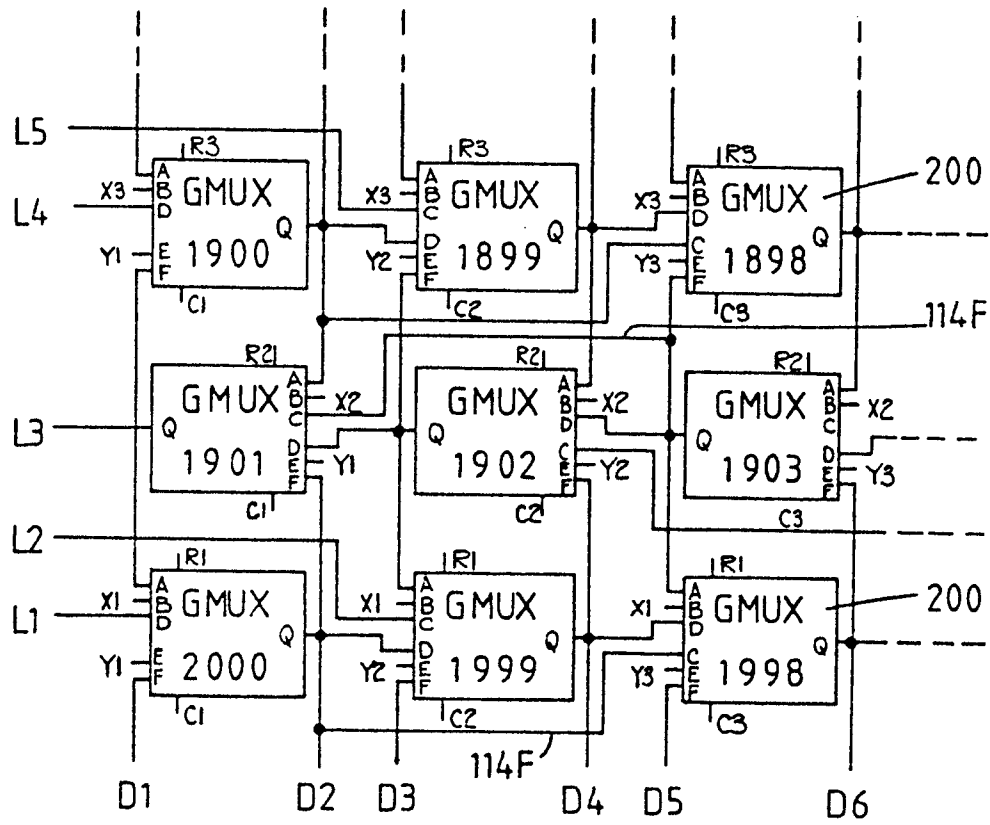 L5
R3 R3 R3
A A A
X3 B GMUX X3 B GMUX X3 B GMUX 200
L4 D C D
Q D Q C Q
Y1 E 1900 Y2 E 1899 Y3 E 1898
F F F
C1 C2 C3
114F
R2 R2 R2
A A A
GMUX B X2 GMUX B X2 GMUX B X2
C D C
L3 Q D Q C Q D
1901 E Y1 1902 E Y2 1903 E Y3
F F F
C1 C2 C3
L2
R1 R1 R1
A A A
X1 B GMUX X1 B GMUX X1 B GMUX 200
L1 D C D
Q D Q C Q
Y1 E 2000 Y2 E 1999 Y3 E 1998
F F F
C1 C2 C3
114F
D1 D2 D3 D4 D5 D6